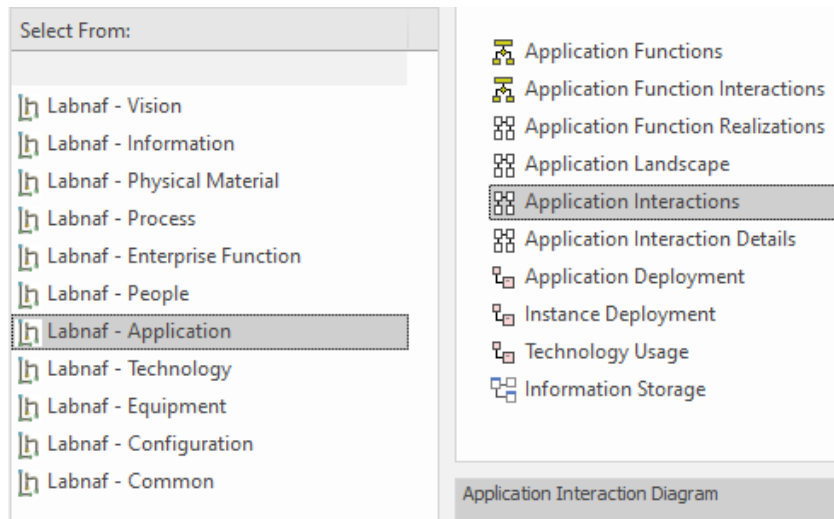 Select From:
Labnaf - Vision
Labnaf - Information
Labnaf - Physical Material
Labnaf - Process
Labnaf - Enterprise Function
Labnaf - People
Labnaf - Application
Labnaf - Technology
Labnaf - Equipment
Labnaf - Configuration
Labnaf - Common
Application Functions
Application Function Interactions
Application Function Realizations
Application Landscape
Application Interactions
Application Interaction Details
Application Deployment
Instance Deployment
Technology Usage
Information Storage
Application Interaction Diagram